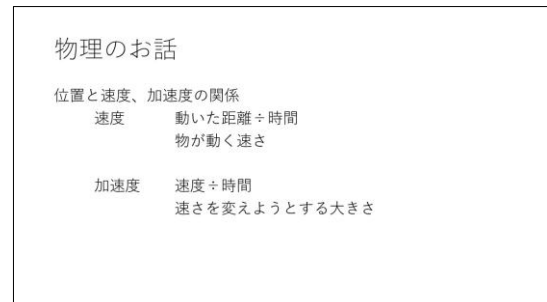 物理のお話
位置と速度、加速度の関係
速度 動いた距離÷時間
物が動く速さ
加速度 速度÷時間
速さを変えようとする大きさ